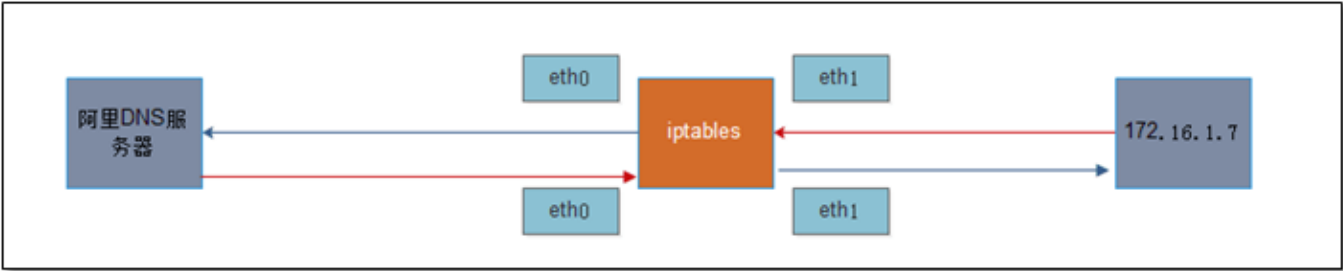 eth0
eth1
阿里DNS服
务器
iptables
172.16.1.7
eth0
eth1